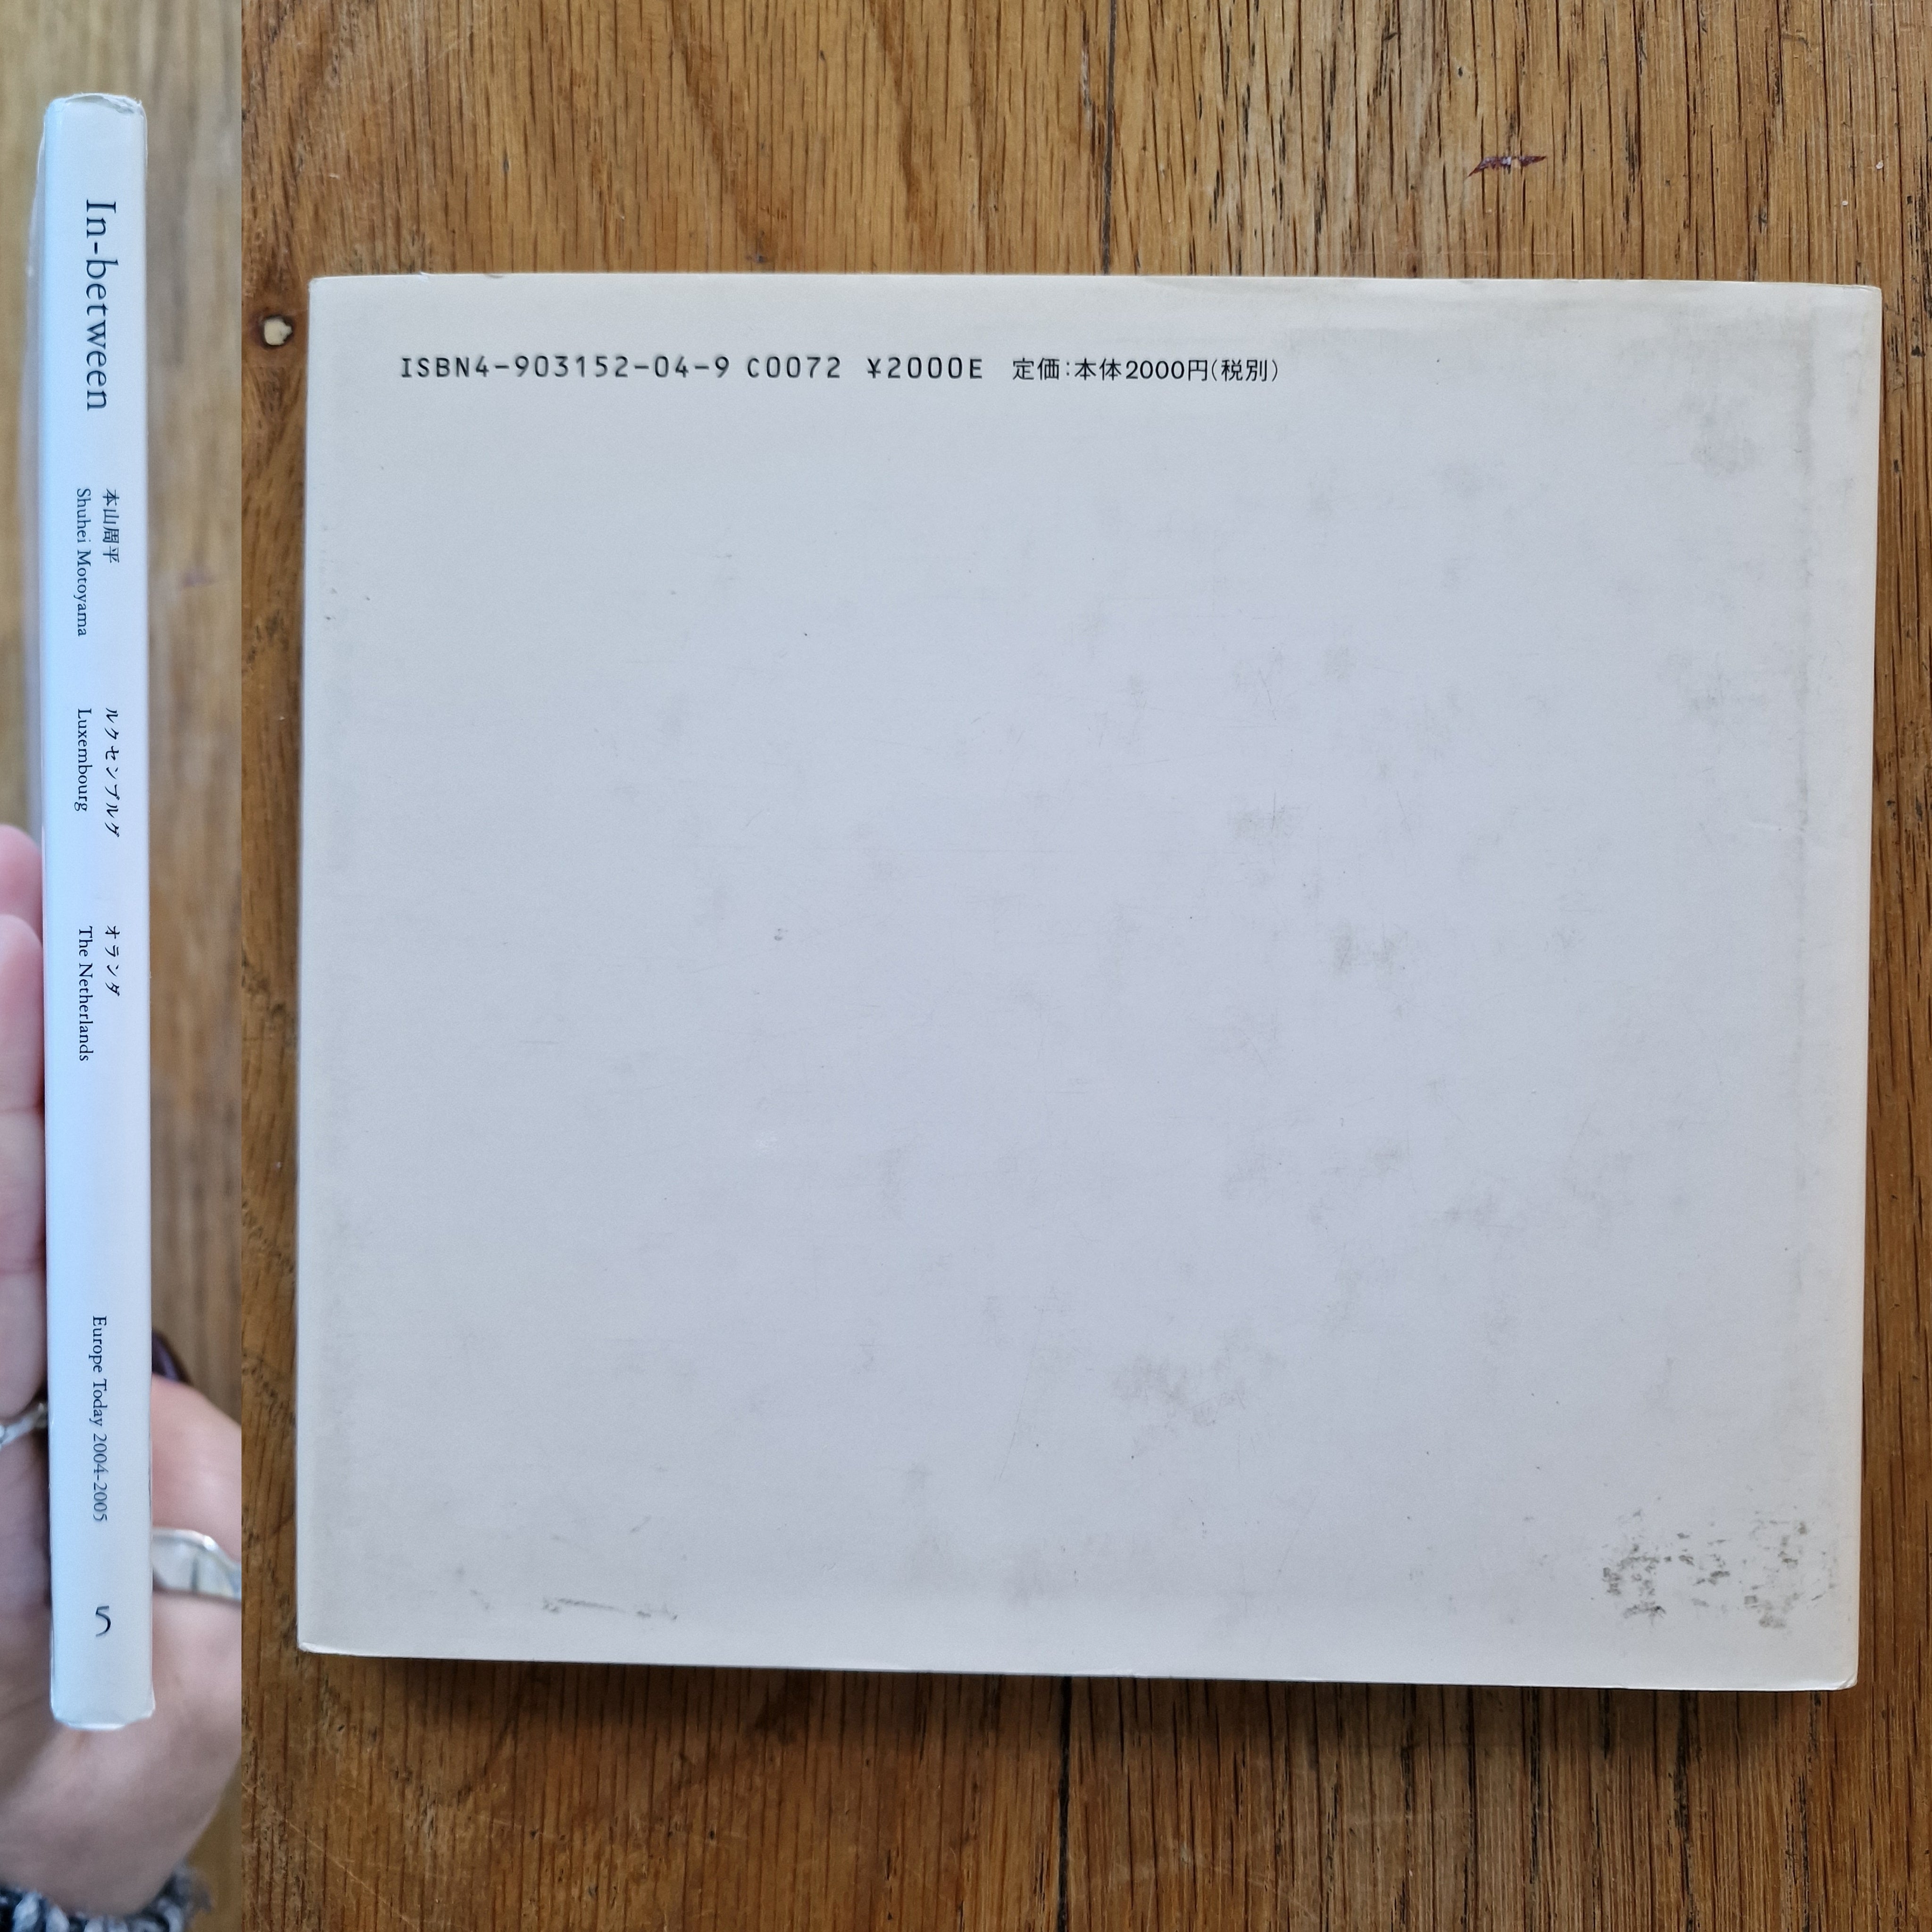 In-between
本山周平
Shuhei Motoyama
ルクセンブルグ
Luxembourg
オランダ
The Netherlands
Europe Today 2004-2005
5
ISBN4-903152-04-9 C0072 ¥2000E 定価:本体2000円(税別)